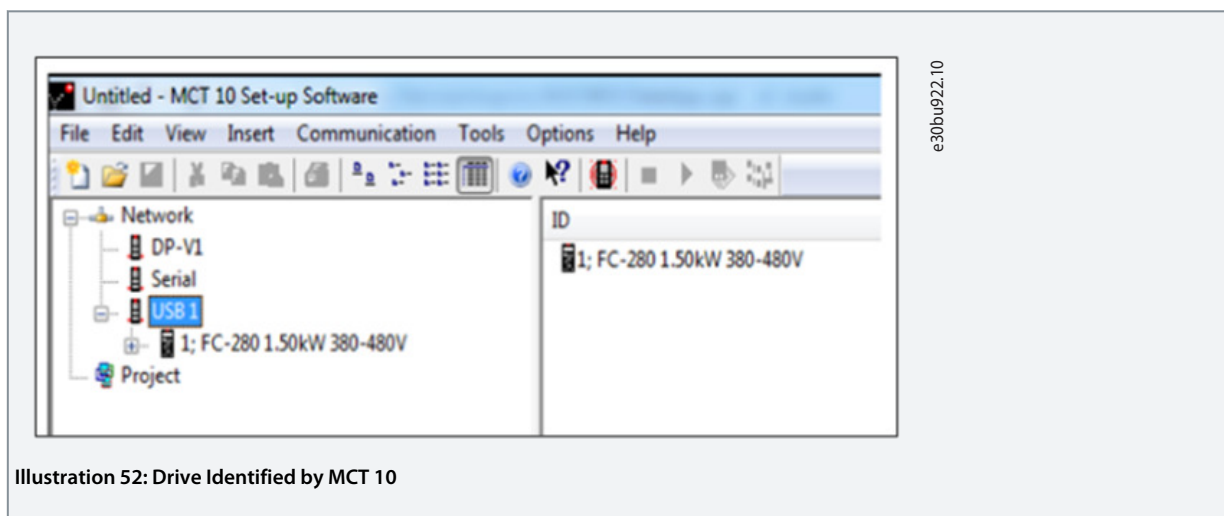 Untitled - MCT 10 Set-up Software
File Edit View Insert Communication Tools Options Help
Network
DP-V1
Serial
USB 1
1; FC-280 1.50kW 380-480V
Project
ID
1; FC-280 1.50kW 380-480V
e30bu922.10
Illustration 52: Drive Identified by MCT 10